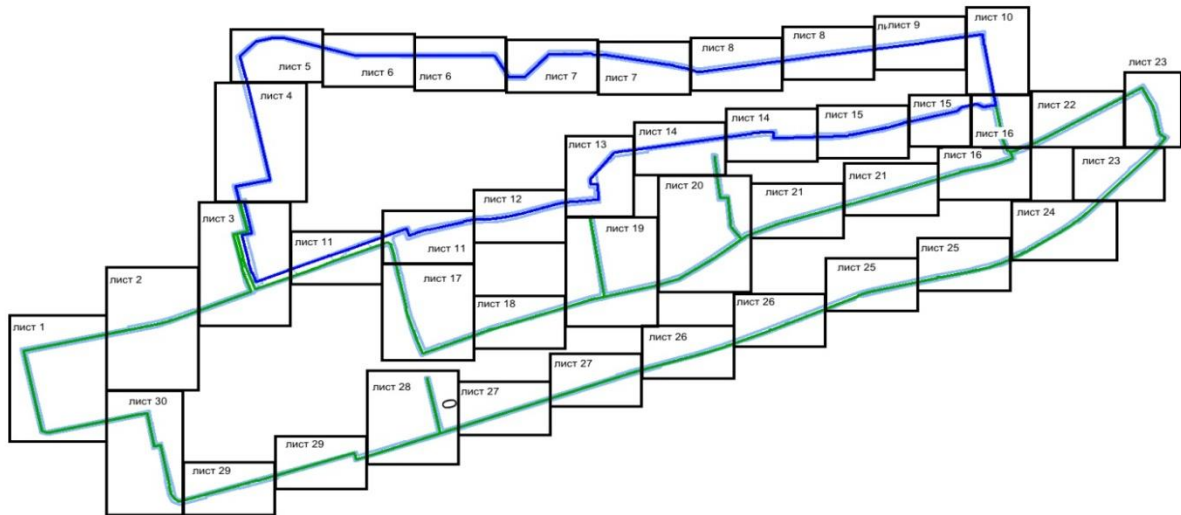 лист 10
лист 9
лист 8
лист 8
лист 5
лист 6
лист 6
лист 7
лист 7
лист 23
лист 4
лист 22
лист 15
лист 15
лист 14
лист 14
лист 16
лист 13
лист 16
лист 23
лист 21
лист 21
лист 20
лист 12
лист 3
лист 24
лист 19
лист 11
лист 11
лист 25
лист 25
лист 17
лист 2
лист 18
лист 26
лист 26
лист 1
лист 27
лист 27
лист 28
0
лист 30
лист 29
лист 29